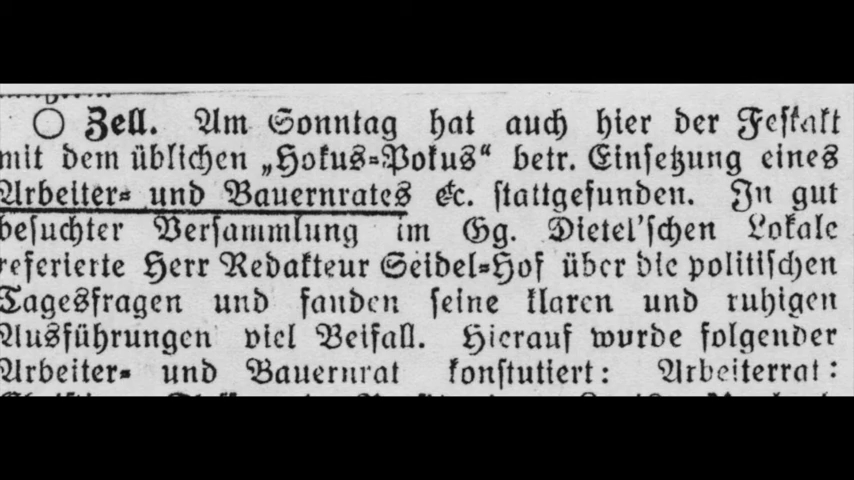 Zell. Am Sonntag hat auch hier der Festakt
mit dem üblichen „Hokus=Pokus“ betr. Einsetzung eines
Arbeiter= und Bauernrates &c. stattgefunden. In gut
besuchter Versammlung im Gg. Dietel'schen Lokale
referierte Herr Redakteur Seidel=Hof über die politischen
Tagesfragen und fanden seine klaren und ruhigen
Ausführungen viel Beifall. Hierauf wurde folgender
Arbeiter= und Bauernrat konstutiert: Arbeiterrat: